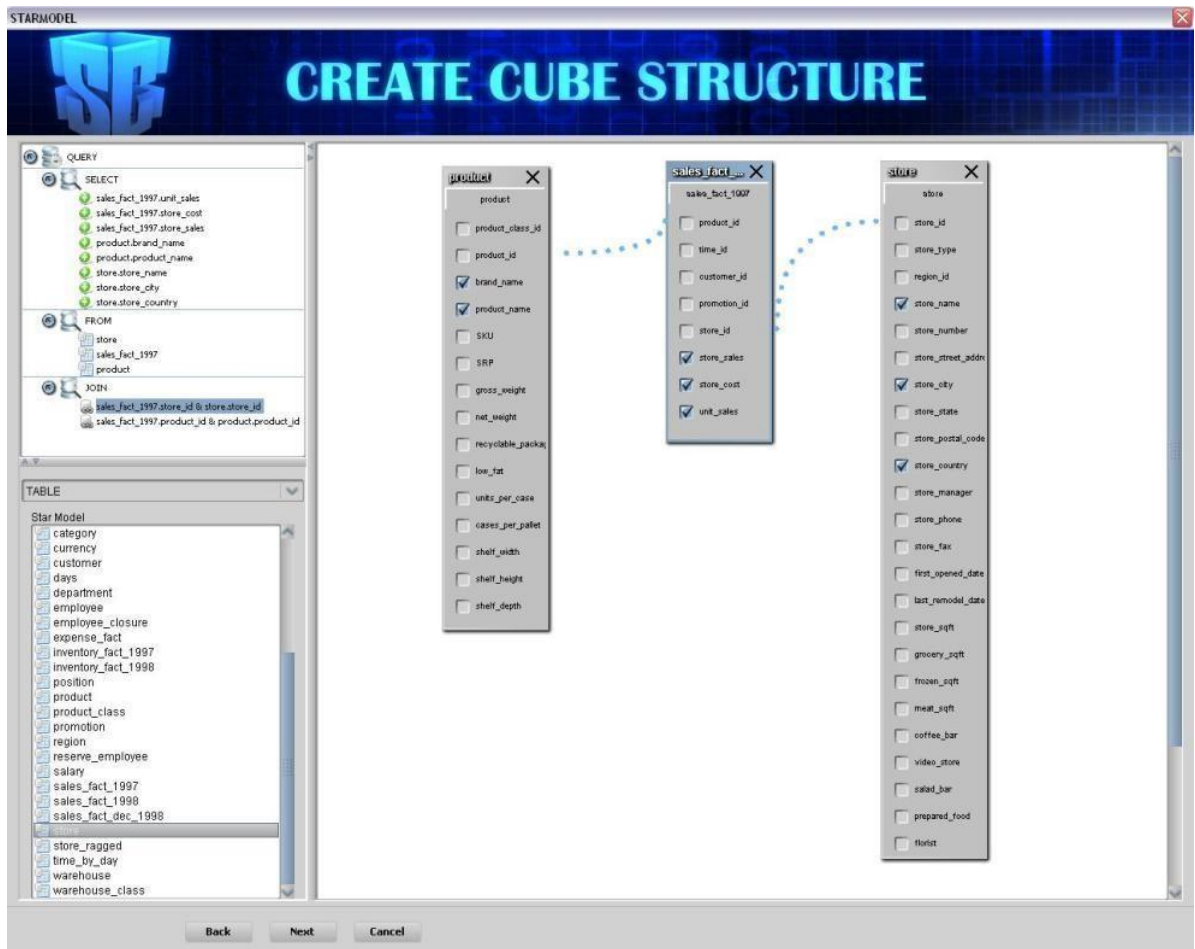 STARMODEL
SB
CREATE CUBE STRUCTURE
QUERY
SELECT
sales_fact_1997.unit_sales
sales_fact_1997.store_cost
sales_fact_1997.store_sales
product.brand_name
product.product_name
store.store_name
store.store_city
store.store_country
FROM
store
sales_fact_1997
product
JOIN
sales_fact_1997.store_id & store.store_id
sales_fact_1997.product_id & product.product_id
TABLE
Star Model
category
currency
customer
days
department
employee
employee_closure
expense_fact
inventory_fact_1997
inventory_fact_1998
position
product
product_class
promotion
region
reserve_employee
salary
sales_fact_1997
sales_fact_1998
sales_fact_dec_1998
store
store_ragged
time_by_day
warehouse
warehouse_class
product
product
product_class_id
product_id
brand_name
product_name
SKU
SRP
gross_weight
net_weight
recyclable_packa
low_fat
units_per_case
cases_per_pallet
shelf_width
shelf_height
shelf_depth
sales_fact_...
sales_fact_1997
product_id
time_id
customer_id
promotion_id
store_id
store_sales
store_cost
unit_sales
store
store
store_id
store_type
region_id
store_name
store_number
store_street_addre
store_city
store_state
store_postal_code
store_country
store_manager
store_phone
store_fax
first_opened_date
last_remodel_date
store_sqft
grocery_sqft
frozen_sqft
meat_sqft
coffee_bar
video_store
salad_bar
prepared_food
florist
Back Next Cancel